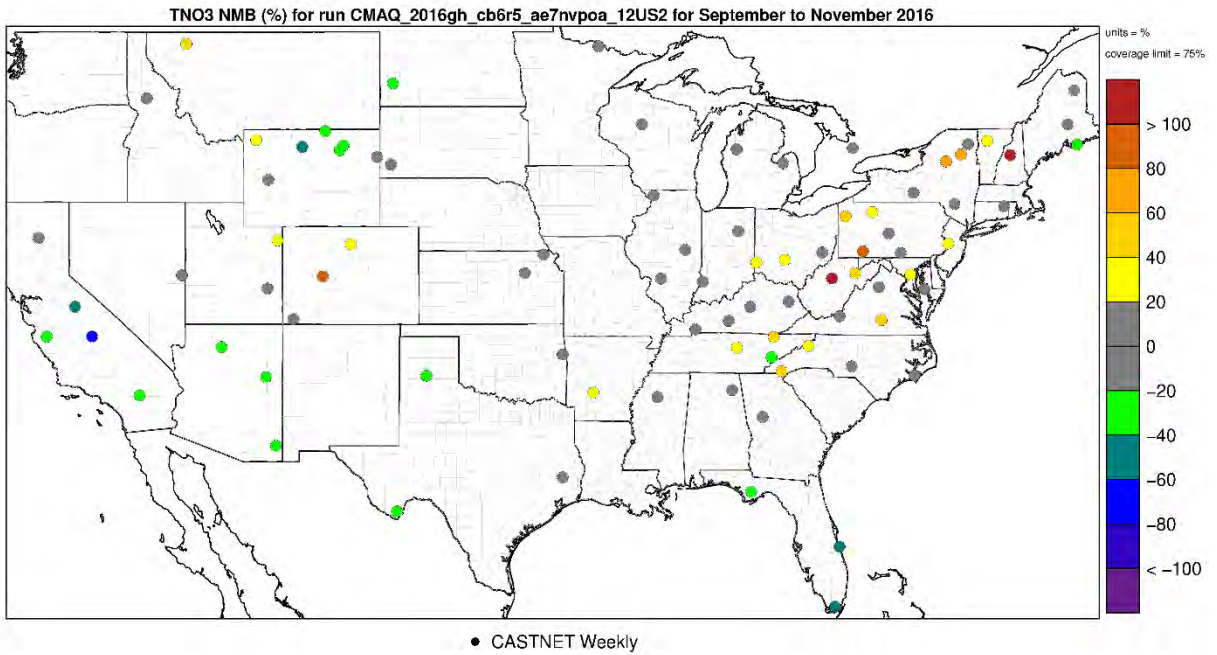 TNO3 NMB (%) for run CMAQ_2016gh_cb6r5_ae7nvpoa_12US2 for September to November 2016
units = %
coverage limit = 75%
> 100
80
60
40
20
0
−20
−40
−60
−80
< −100
CASTNET Weekly